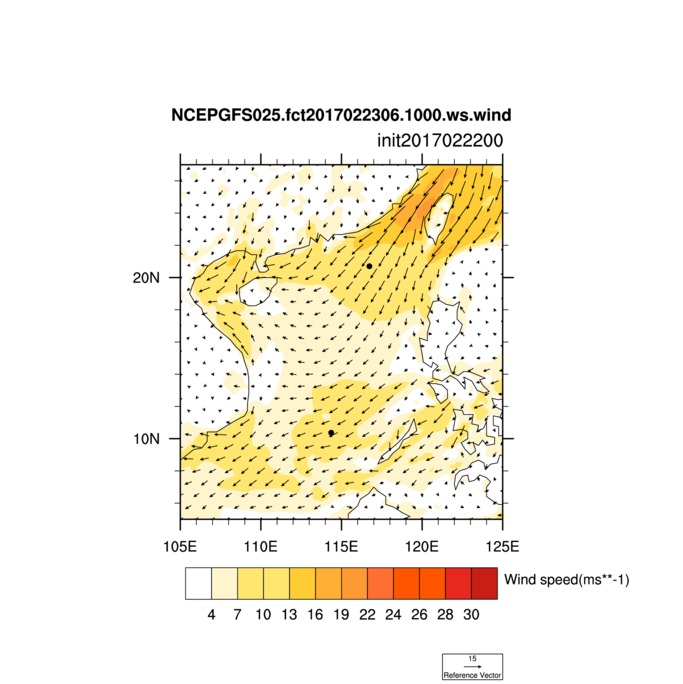 NCEPGFS025.fct2017022306.1000.ws.wind
init2017022200
20N
10N
105E 110E 115E 120E 125E
Wind speed(ms**-1)
4 7 10 13 16 19 22 24 26 28 30
15
Reference Vector